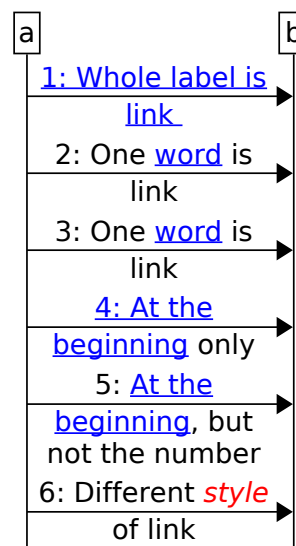 a b
1: Whole label is
link
2: One word is
link
3: One word is
link
4: At the
beginning only
5: At the
beginning, but
not the number
6: Different style
of link